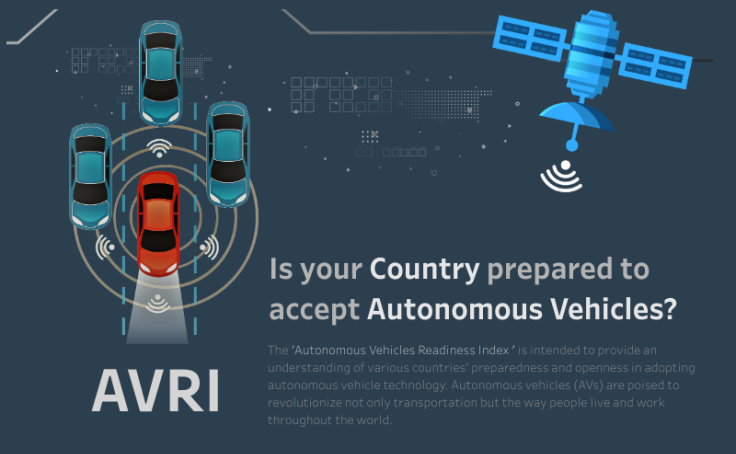 Is your Country prepared to
accept Autonomous Vehicles?
The 'Autonomous Vehicles Readiness Index ' is intended to provide an
understanding of various countries' preparedness and openness in adopting
autonomous vehicle technology. Autonomous vehicles (AVs) are poised to
revolutionize not only transportation but the way people live and work
throughout the world.
AVRI